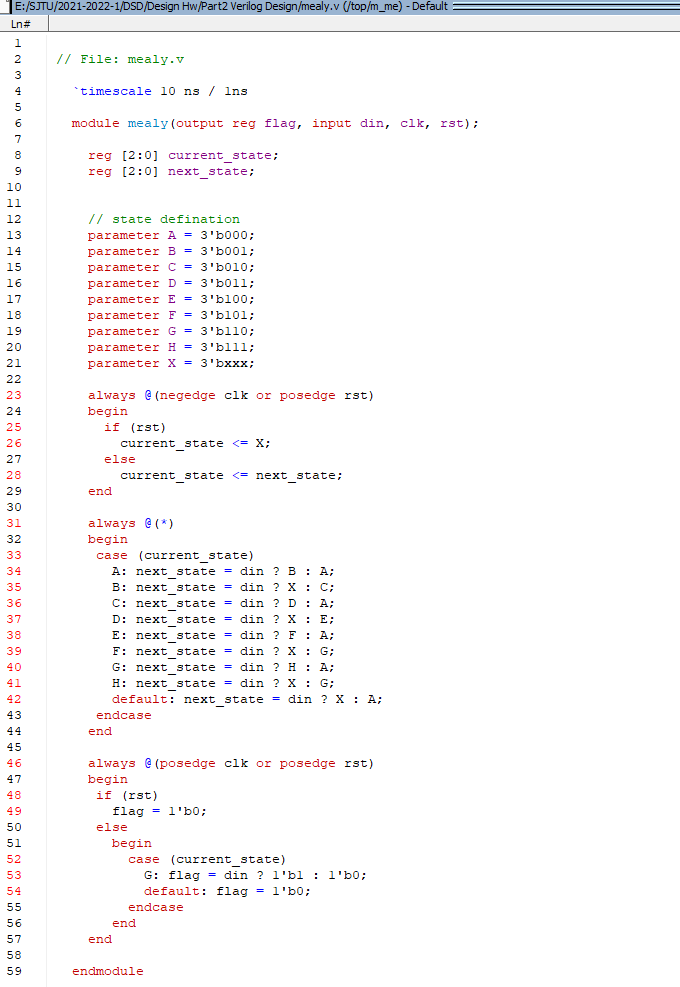 E:/SJTU/2021-2022-1/DSD/Design Hw/Part2 Verilog Design/mealy.v (/top/m_me) - Default
Ln#
1
2 // File: mealy.v
3
4 `timescale 10 ns / 1ns
5
6 module mealy(output reg flag, input din, clk, rst);
7
8 reg [2:0] current_state;
9 reg [2:0] next_state;
10
11
12 // state defination
13 parameter A = 3'b000;
14 parameter B = 3'b001;
15 parameter C = 3'b010;
16 parameter D = 3'b011;
17 parameter E = 3'b100;
18 parameter F = 3'b101;
19 parameter G = 3'b110;
20 parameter H = 3'b111;
21 parameter X = 3'bxxx;
22
23 always @(negedge clk or posedge rst)
24 begin
25 if (rst)
26 current_state <= X;
27 else
28 current_state <= next_state;
29 end
30
31 always @(*)
32 begin
33 case (current_state)
34 A: next_state = din ? B : A;
35 B: next_state = din ? X : C;
36 C: next_state = din ? D : A;
37 D: next_state = din ? X : E;
38 E: next_state = din ? F : A;
39 F: next_state = din ? X : G;
40 G: next_state = din ? H : A;
41 H: next_state = din ? X : G;
42 default: next_state = din ? X : A;
43 endcase
44 end
45
46 always @(posedge clk or posedge rst)
47 begin
48 if (rst)
49 flag = 1'b0;
50 else
51 begin
52 case (current_state)
53 G: flag = din ? 1'b1 : 1'b0;
54 default: flag = 1'b0;
55 endcase
56 end
57 end
58
59 endmodule